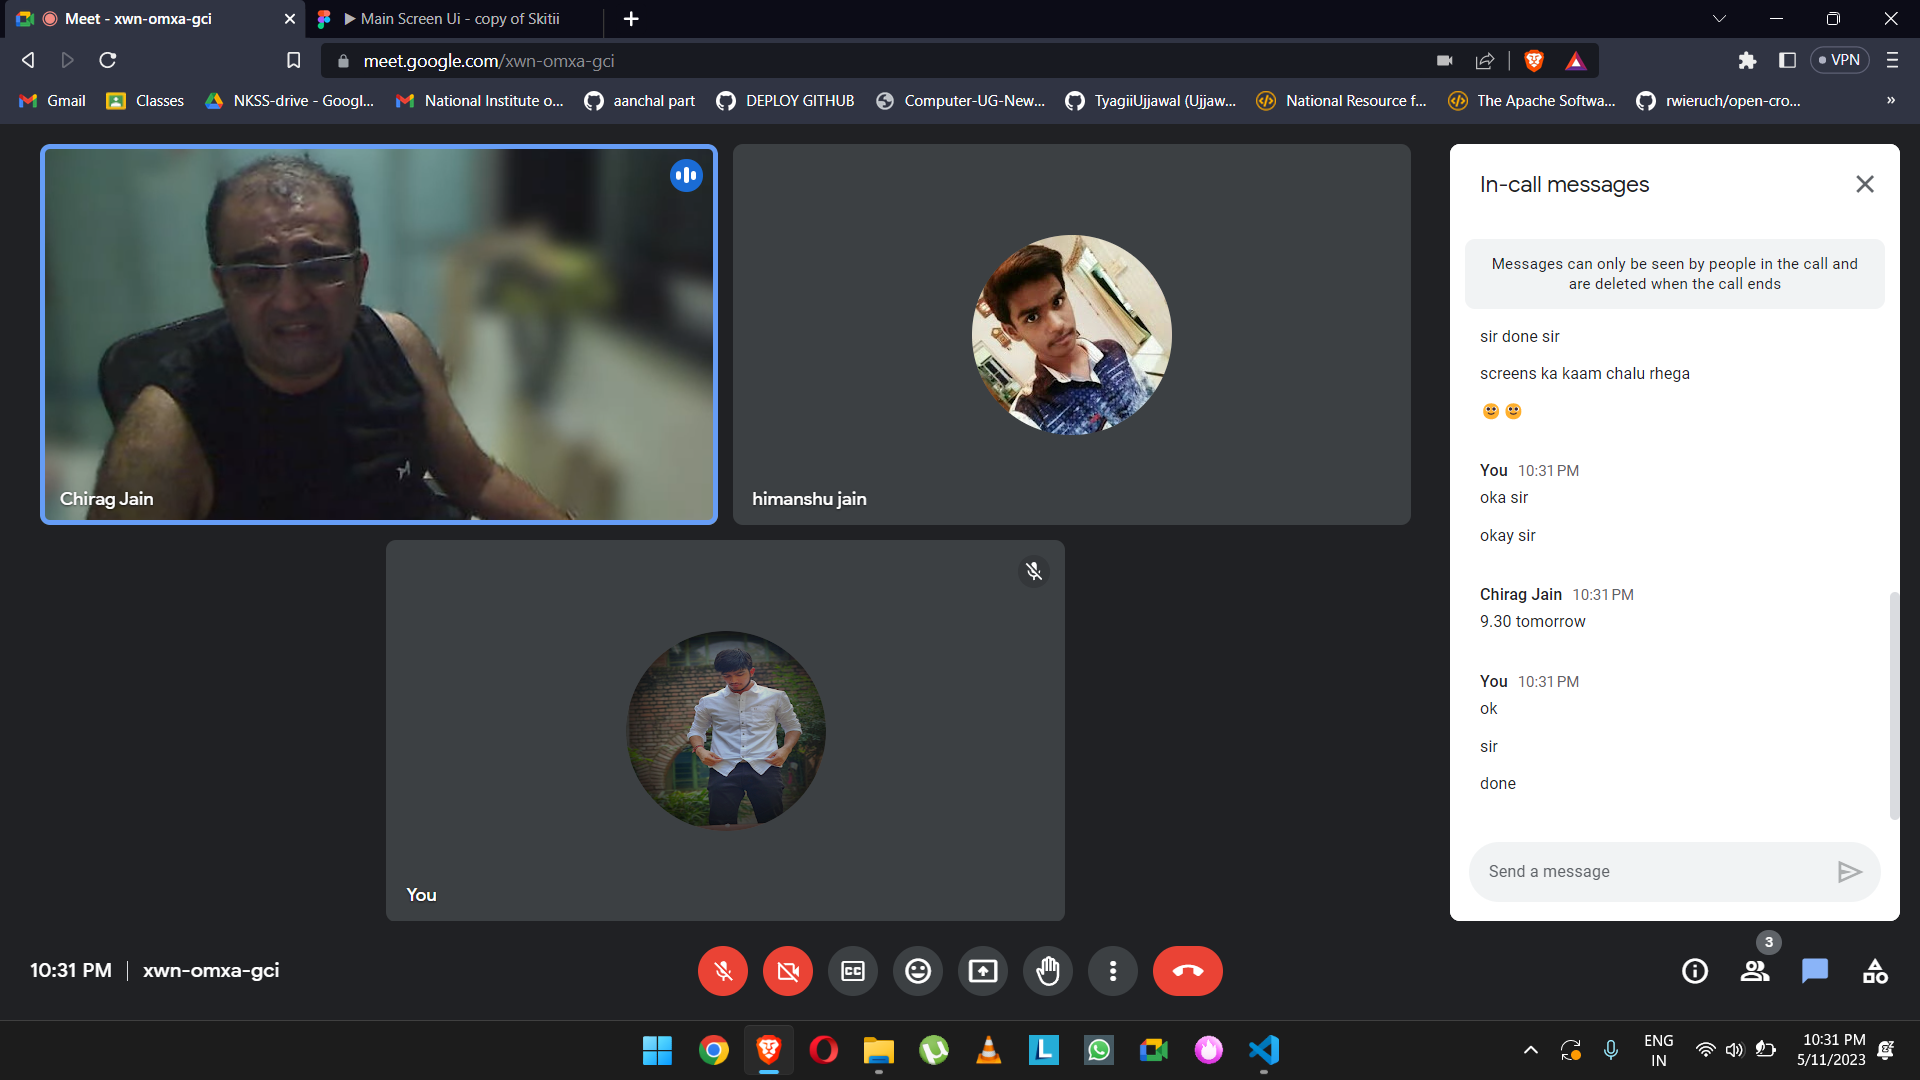 Meet - xwn-omxa-gci
Main Screen Ui - copy of Skitii
meet.google.com/xwn-omxa-gci
VPN
Gmail
Classes
NKSS-drive - Googl...
National Institute o...
aanchal part
DEPLOY GITHUB
Computer-UG-New...
TyagiiUjjawal (Ujjaw...
National Resource f...
The Apache Softwa...
rwieruch/open-cro...
»
Chirag Jain
himanshu jain
You
In-call messages
Messages can only be seen by people in the call and
are deleted when the call ends
sir done sir
screens ka kaam chalu rhega
🙂🙂
You 10:31 PM
oka sir
okay sir
Chirag Jain 10:31 PM
9.30 tomorrow
You 10:31 PM
ok
sir
done
Send a message
10:31 PM | xwn-omxa-gci
CC
3
L
ENG
IN
10:31 PM
5/11/2023